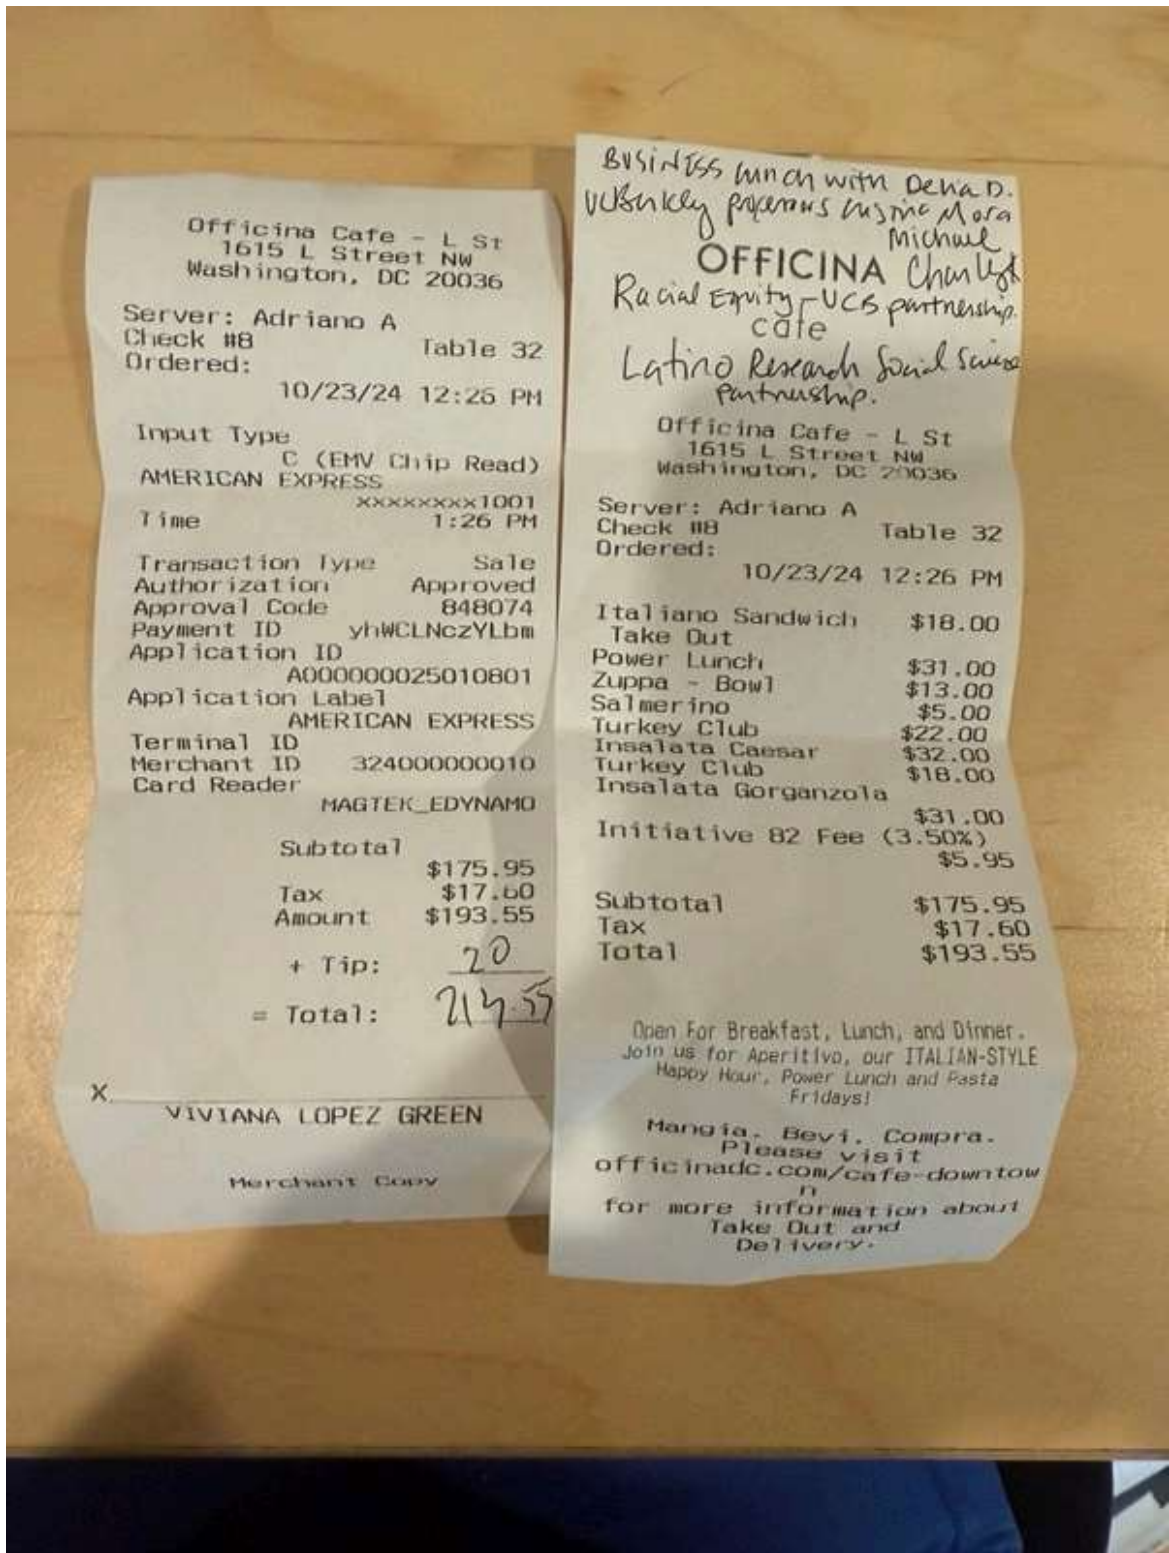 Officina Cafe - L St
1615 L Street NW
Washington, DC 20036
Server: Adriano A
Check #8 Table 32
Ordered:
10/23/24 12:26 PM
Input Type
C (EMV Chip Read)
AMERICAN EXPRESS
xxxxxxxx1001
Time 1:26 PM
Transaction Type Sale
Authorization Approved
Approval Code 848074
Payment ID yhWCLNczYLbm
Application ID
A000000025010801
Application Label
AMERICAN EXPRESS
Terminal ID
Merchant ID 324000000010
Card Reader
MAGTEK_EDYNAMO
Subtotal
$175.95
Tax $17.60
Amount $193.55
+ Tip: 20
= Total: 213.55
X
VIVIANA LOPEZ GREEN
Merchant Copy
BUSINESS lunch with Delia D.
UCBerkley Mora
Michael
OFFICINA
Racial Equity - UCB partnership.
cafe
Latino Research Social Science
Partnership.
Officina Cafe - L St
1615 L Street NW
Washington, DC 20036
Server: Adriano A
Check #8 Table 32
Ordered:
10/23/24 12:26 PM
Italiano Sandwich $18.00
Take Out
Power Lunch $31.00
Zuppa - Bowl $13.00
Salmerino $5.00
Turkey Club $22.00
Insalata Caesar $32.00
Turkey Club $18.00
Insalata Gorganzola
$31.00
Initiative 82 Fee (3.50%)
$5.95
Subtotal $175.95
Tax $17.60
Total $193.55
Open For Breakfast, Lunch, and Dinner.
Join us for Aperitivo, our ITALIAN-STYLE
Happy Hour, Power Lunch and Pasta
Fridays!
Mangia. Bevi. Compra.
Please visit
officinadc.com/cafe-downtow
n
for more information about
Take Out and
Delivery.